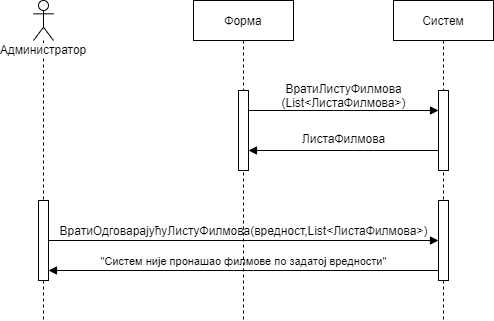 Администратор
Форма
Систем
ВратиЛистуФилмова
(List<ЛистаФилмова>)
ЛистаФилмова
ВратиОдговарајућуЛистуФилмова(вредност,List<ЛистаФилмова>)
"Систем није пронашао филмове по задатој вредности"